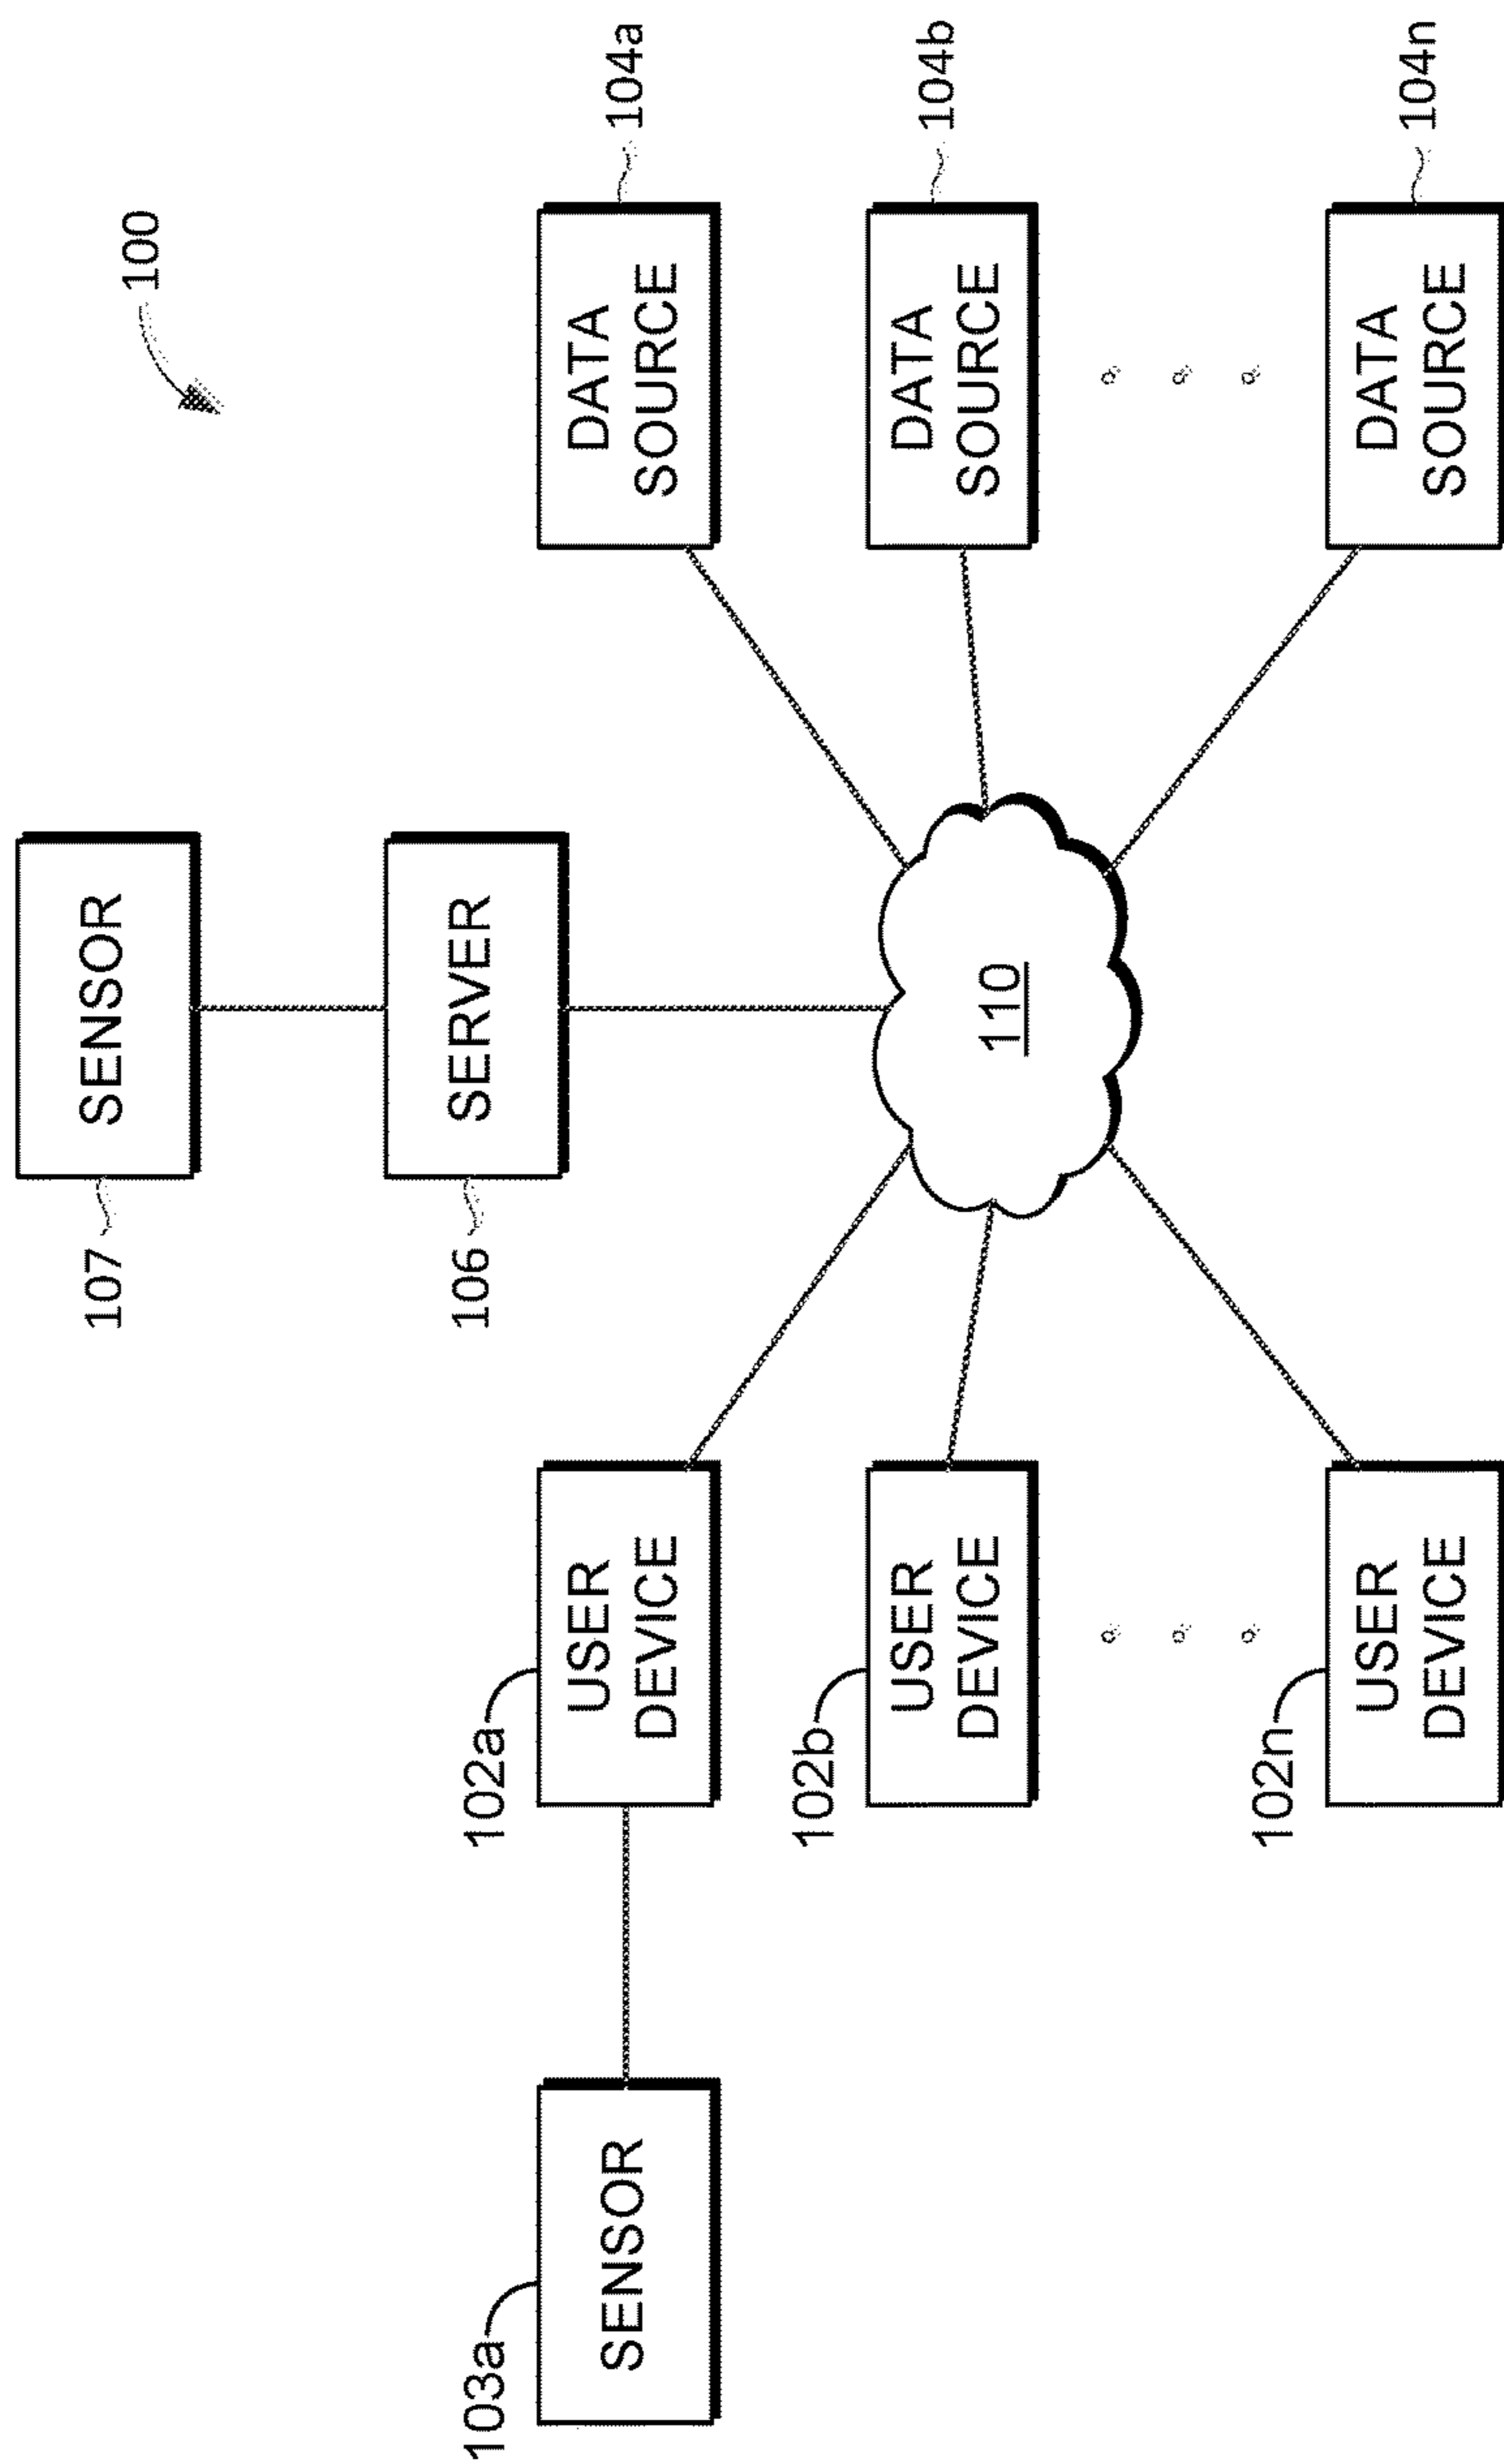 100
107
SENSOR
106
SERVER
103a
SENSOR
102a
USER
DEVICE
104a
DATA
SOURCE
102b
USER
DEVICE
110
104b
DATA
SOURCE
102n
USER
DEVICE
104n
DATA
SOURCE